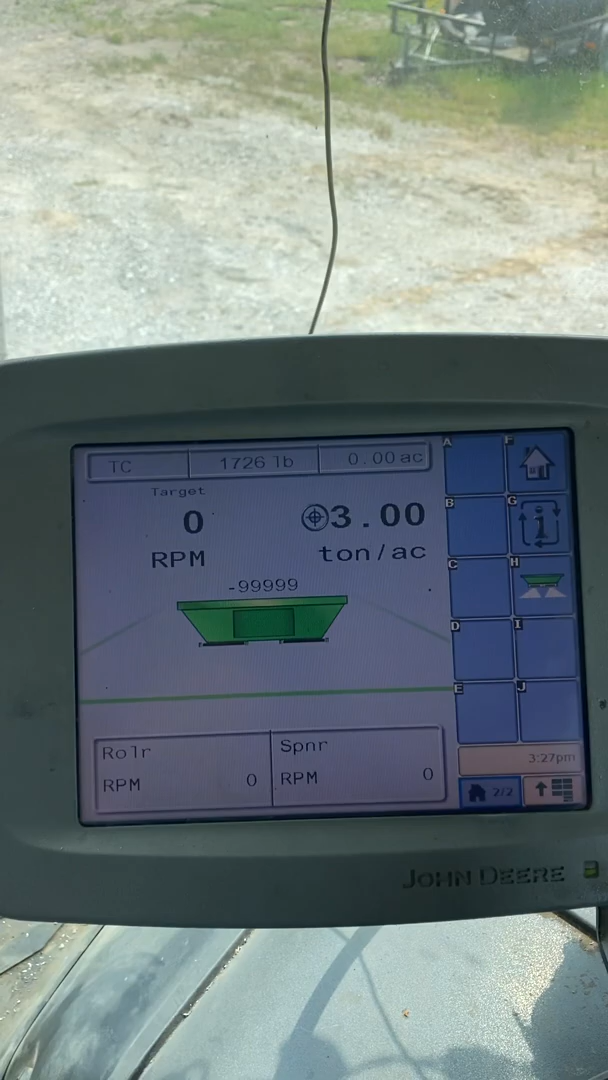 TC 1726 lb 0.00 ac
Target
0 3.00
RPM ton/ac
-99999
Rolr
RPM 0
Spnr
RPM 0
A F
B G
C H
D I
E J
i
3:27pm
2/2
JOHN DEERE